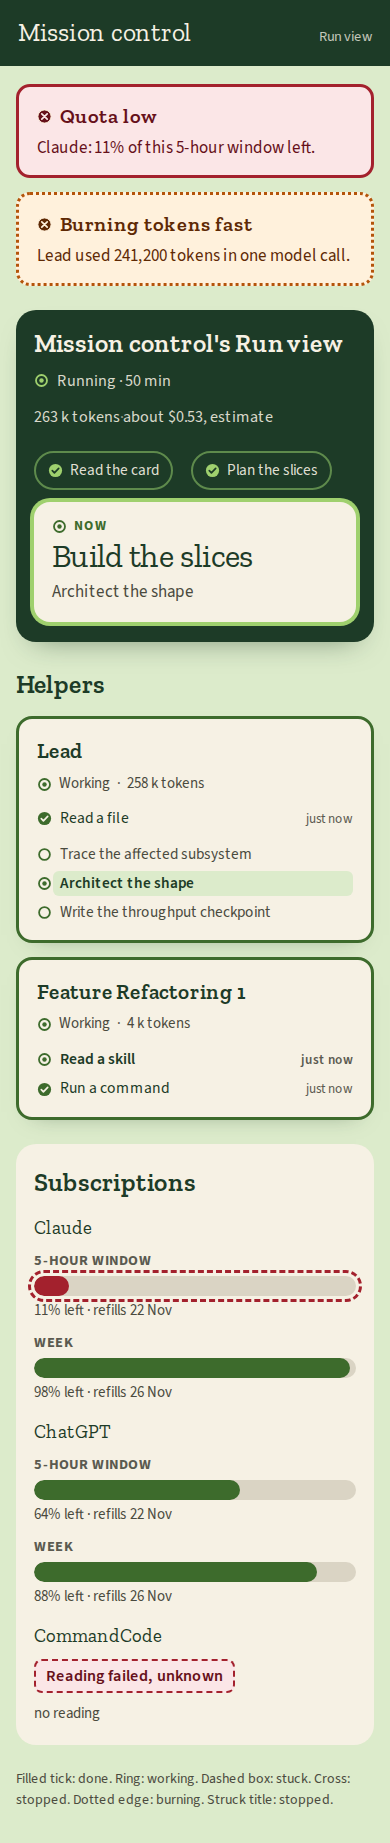 Mission control
Run view
Quota low
Claude: 11% of this 5-hour window left.
Burning tokens fast
Lead used 241,200 tokens in one model call.
Mission control's Run view
Running · 50 min
263 k tokens·about $0.53, estimate
Read the card
Plan the slices
NOW
Build the slices
Architect the shape
Helpers
Lead
Working · 258 k tokens
Read a file just now
Trace the affected subsystem
Architect the shape
Write the throughput checkpoint
Feature Refactoring 1
Working · 4 k tokens
Read a skill just now
Run a command just now
Subscriptions
Claude
5-HOUR WINDOW
11% left · refills 22 Nov
WEEK
98% left · refills 26 Nov
ChatGPT
5-HOUR WINDOW
64% left · refills 22 Nov
WEEK
88% left · refills 26 Nov
CommandCode
Reading failed, unknown
no reading
Filled tick: done. Ring: working. Dashed box: stuck. Cross:
stopped. Dotted edge: burning. Struck title: stopped.